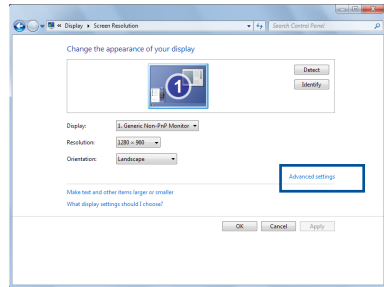 « Display ▸ Screen Resolution
Search Control Panel
Change the appearance of your display
1
Detect
Identify
Display: 1. Generic Non-PnP Monitor
Resolution: 1280 × 960
Orientation: Landscape
Advanced settings
Make text and other items larger or smaller
What display settings should I choose?
OK Cancel Apply